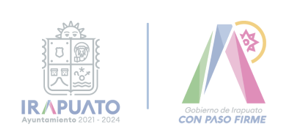 IRAPUATO
Ayuntamiento 2021 - 2024
Gobierno de Irapuato
CON PASO FIRME